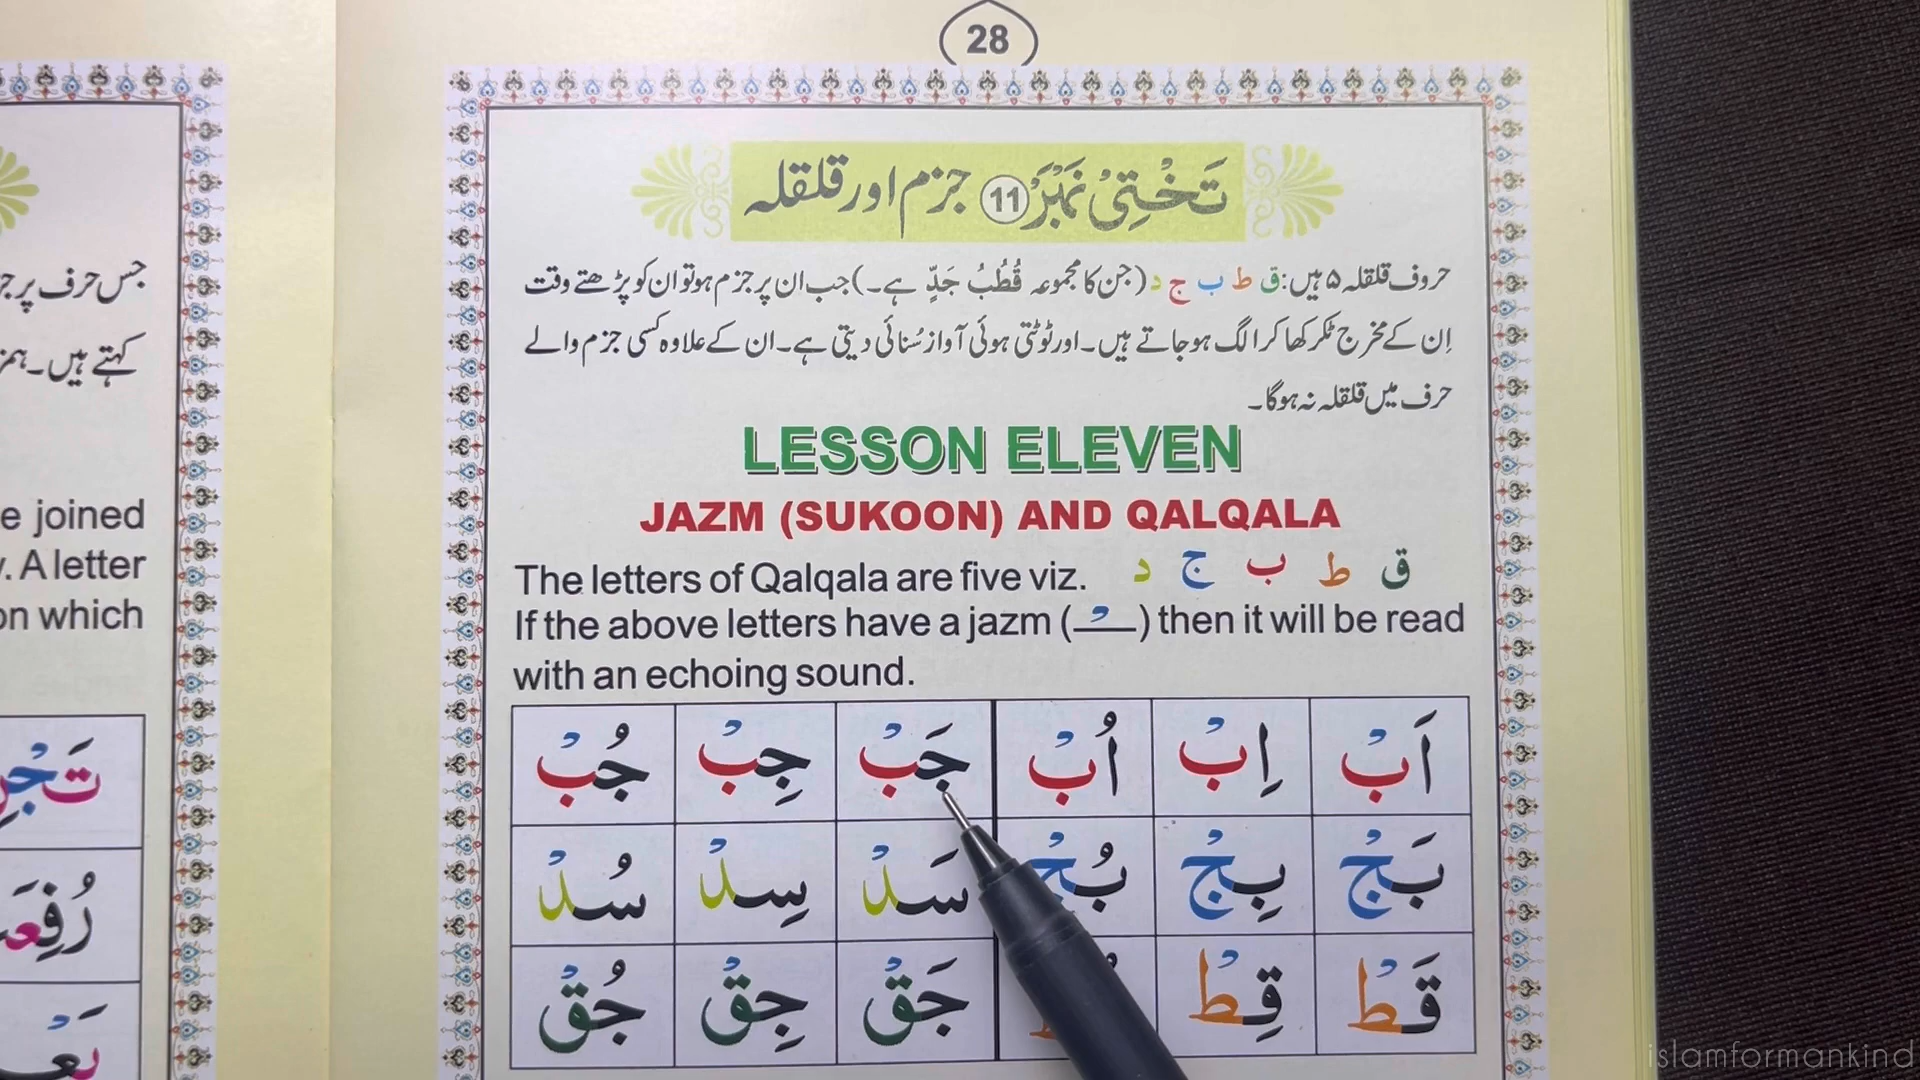 28
تَخْتِیْ نَمْبَرْ 11 جزم اور قلقلہ
حروف قلقلہ ۵ ہیں: ق ط ب ج د (جن کا مجموعہ قُطُبُ جَدٍّ ہے۔) جب ان پر جزم ہو تو ان کو پڑھتے وقت
اِن کے مخرج ٹکر کھا کر الگ ہو جاتے ہیں۔ اور ٹوٹتی ہوئی آواز سُنائی دیتی ہے۔ ان کے علاوہ کسی جزم والے
حرف میں قلقلہ نہ ہوگا۔
LESSON ELEVEN
JAZM (SUKOON) AND QALQALA
The letters of Qalqala are five viz. ق ط ب ج د
If the above letters have a jazm ( ـْـ ) then it will be read
with an echoing sound.
اَبْ اِبْ اُبْ جَبْ جِبْ جُبْ
بَجْ بِجْ بُجْ سَدْ سِدْ سُدْ
قَطْ قِطْ جَقْ جِقْ جُقْ
جس حرف پر
کہتے ہیں۔
e joined
y. A letter
on which
رُفِعَـ
islamformankind